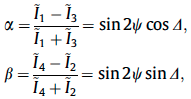 α = (Ĩ₁ − Ĩ₃)/(Ĩ₁ + Ĩ₃) = sin 2ψ cos Δ,
β = (Ĩ₄ − Ĩ₂)/(Ĩ₄ + Ĩ₂) = sin 2ψ sin Δ,